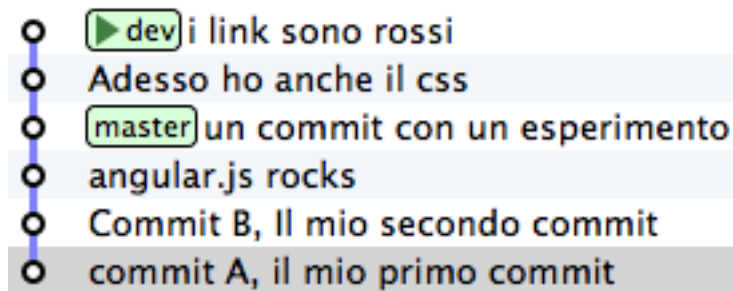 dev i link sono rossi
Adesso ho anche il css
master un commit con un esperimento
angular.js rocks
Commit B, Il mio secondo commit
commit A, il mio primo commit